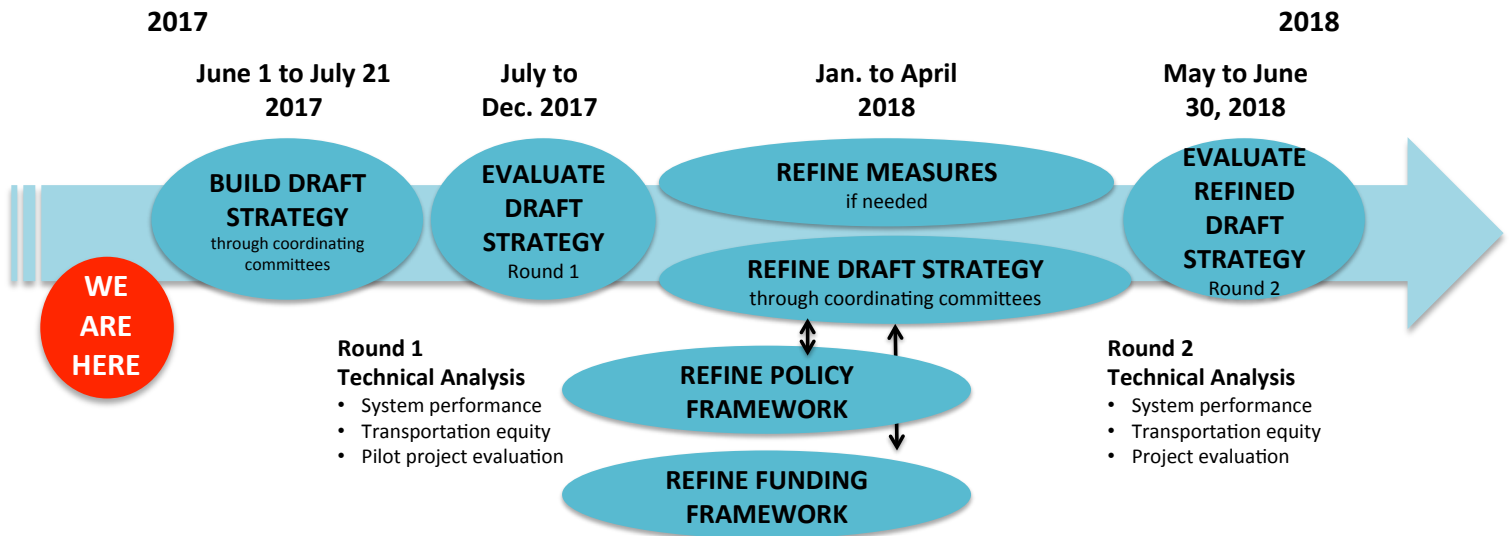 2017
2018
June 1 to July 21
2017
July to
Dec. 2017
Jan. to April
2018
May to June
30, 2018
BUILD DRAFT
STRATEGY
through coordinating
committees
EVALUATE
DRAFT
STRATEGY
Round 1
REFINE MEASURES
if needed
REFINE DRAFT STRATEGY
through coordinating committees
EVALUATE
REFINED
DRAFT
STRATEGY
Round 2
WE
ARE
HERE
Round 1
Technical Analysis
• System performance
• Transportation equity
• Pilot project evaluation
REFINE POLICY
FRAMEWORK
REFINE FUNDING
FRAMEWORK
Round 2
Technical Analysis
• System performance
• Transportation equity
• Project evaluation